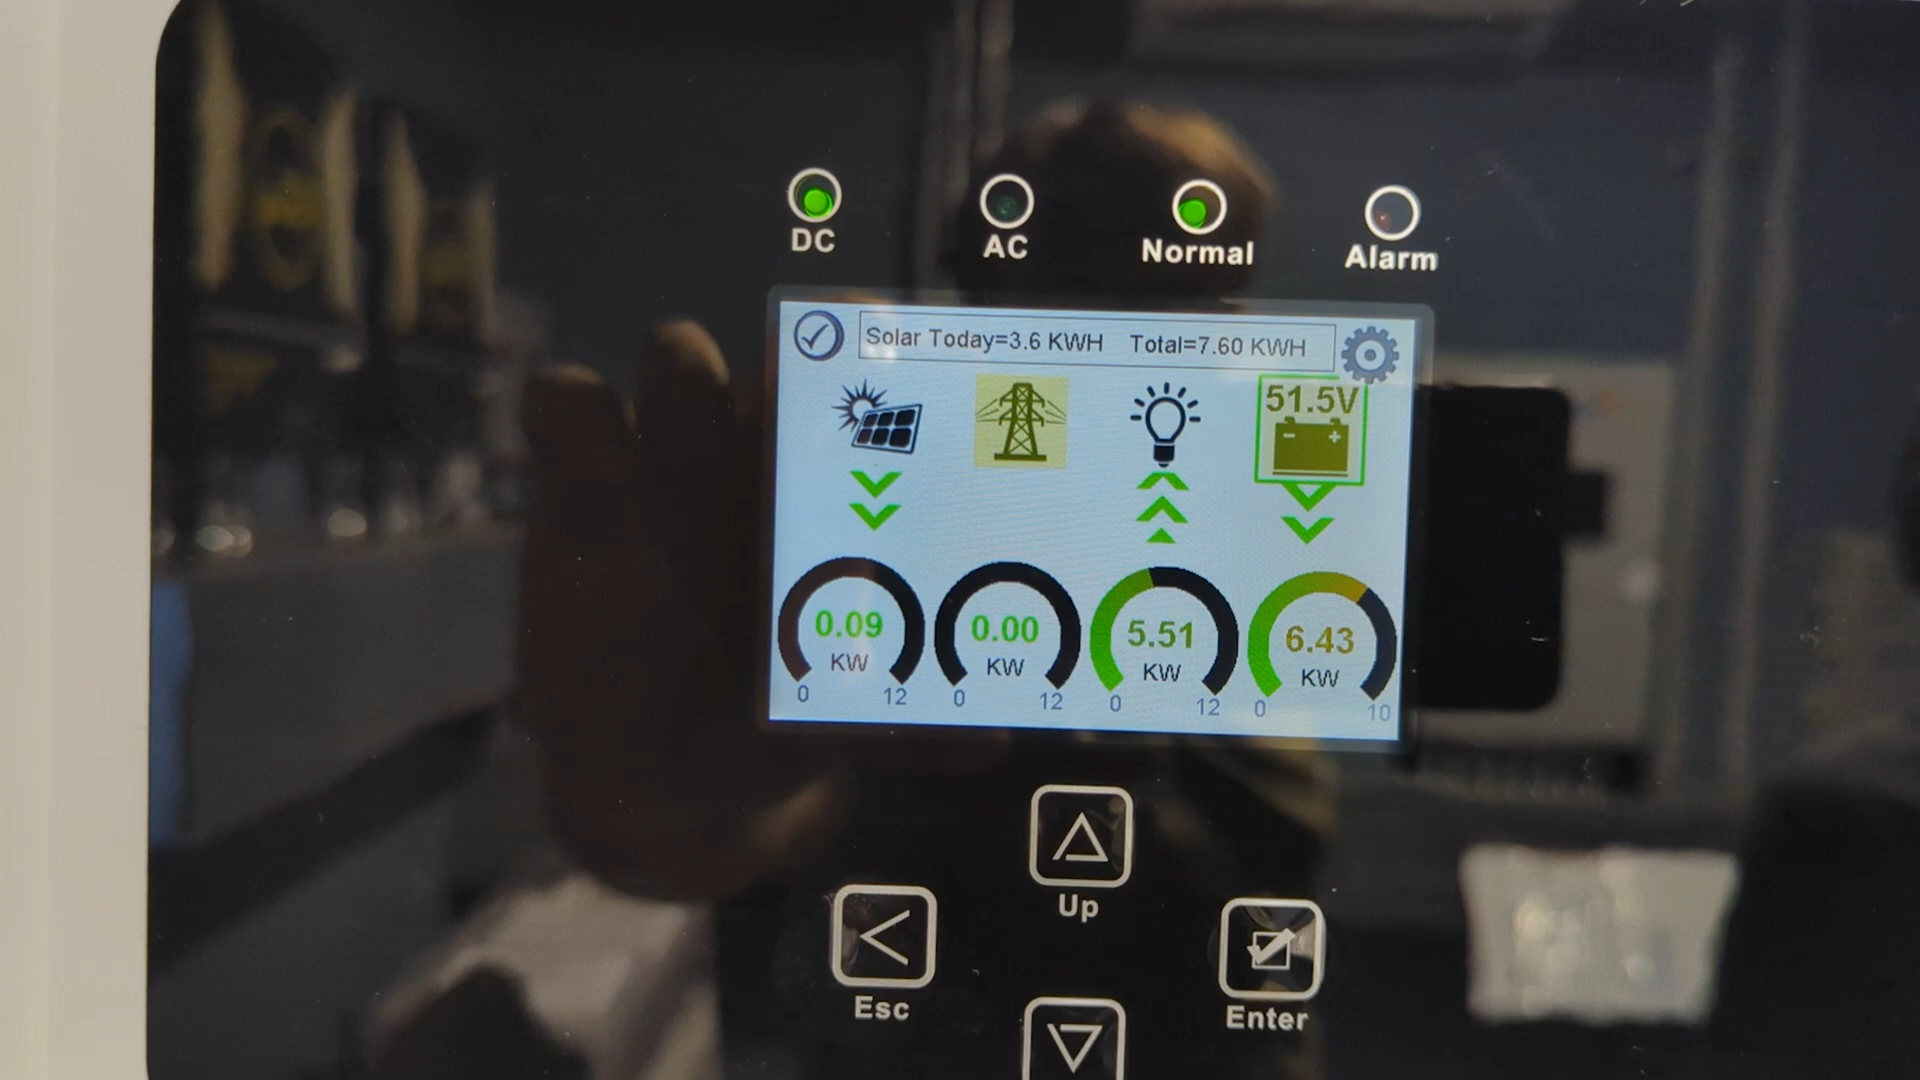 DC AC Normal Alarm
Solar Today=3.6 KWH Total=7.60 KWH
51.5V
0.09 0.00 5.51 6.43
KW KW KW KW
0 12 0 12 0 12 0 10
Up
Esc Enter